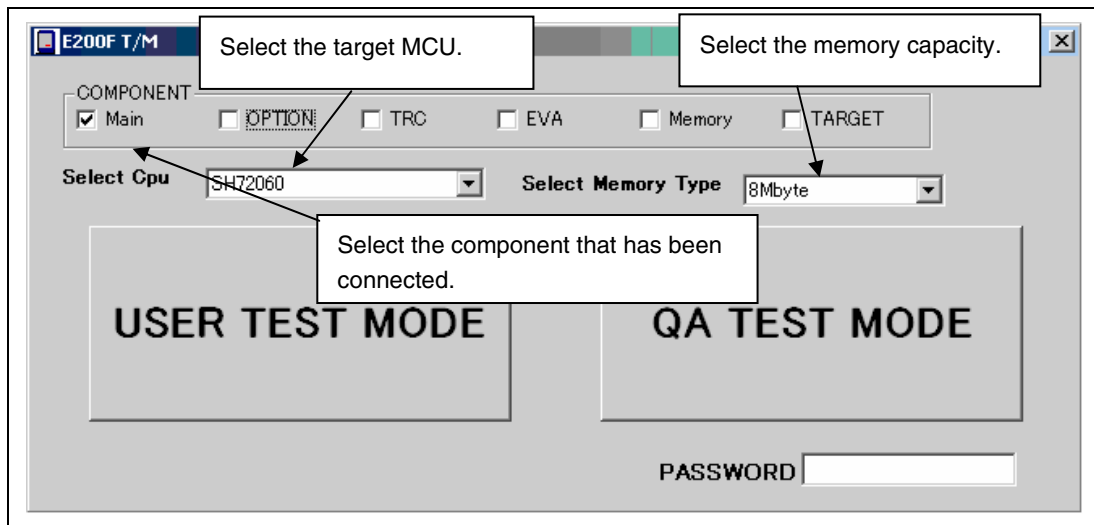 E200F T/M
Select the target MCU.
Select the memory capacity.
COMPONENT
Main OPTION TRC EVA Memory TARGET
Select Cpu SH72060 Select Memory Type 8Mbyte
Select the component that has been
connected.
USER TEST MODE QA TEST MODE
PASSWORD